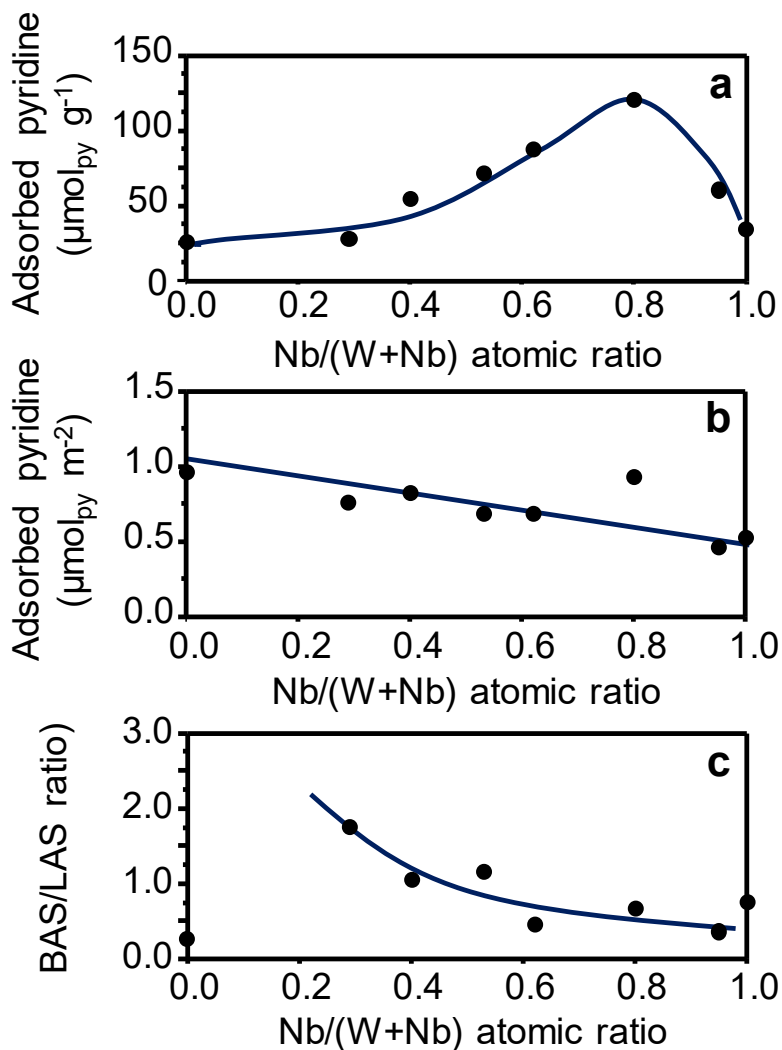 a
Adsorbed pyridine
(µmolpy g-1)
150
100
50
0
0.0 0.2 0.4 0.6 0.8 1.0
Nb/(W+Nb) atomic ratio
b
Adsorbed pyridine
(µmolpy m-2)
1.5
1.0
0.5
0.0
0.0 0.2 0.4 0.6 0.8 1.0
Nb/(W+Nb) atomic ratio
c
BAS/LAS ratio)
3.0
2.0
1.0
0.0
0.0 0.2 0.4 0.6 0.8 1.0
Nb/(W+Nb) atomic ratio